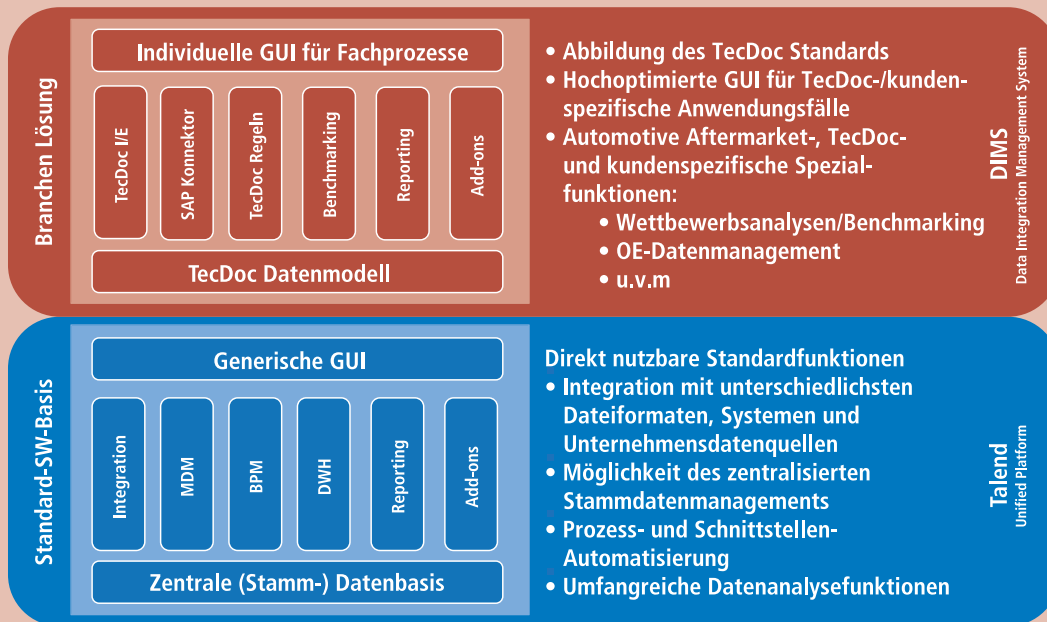 Branchen Lösung
Individuelle GUI für Fachprozesse
TecDoc I/E
SAP Konnektor
TecDoc Regeln
Benchmarking
Reporting
Add-ons
TecDoc Datenmodell
• Abbildung des TecDoc Standards
• Hochoptimierte GUI für TecDoc-/kunden-
spezifische Anwendungsfälle
• Automotive Aftermarket-, TecDoc-
und kundenspezifische Spezial-
funktionen:
• Wettbewerbsanalysen/Benchmarking
• OE-Datenmanagement
• u.v.m
DIMS
Data Integration Management System
Standard-SW-Basis
Generische GUI
Integration
MDM
BPM
DWH
Reporting
Add-ons
Zentrale (Stamm-) Datenbasis
Direkt nutzbare Standardfunktionen
• Integration mit unterschiedlichsten
Dateiformaten, Systemen und
Unternehmensdatenquellen
• Möglichkeit des zentralisierten
Stammdatenmanagements
• Prozess- und Schnittstellen-
Automatisierung
• Umfangreiche Datenanalysefunktionen
Talend
Unified Platform